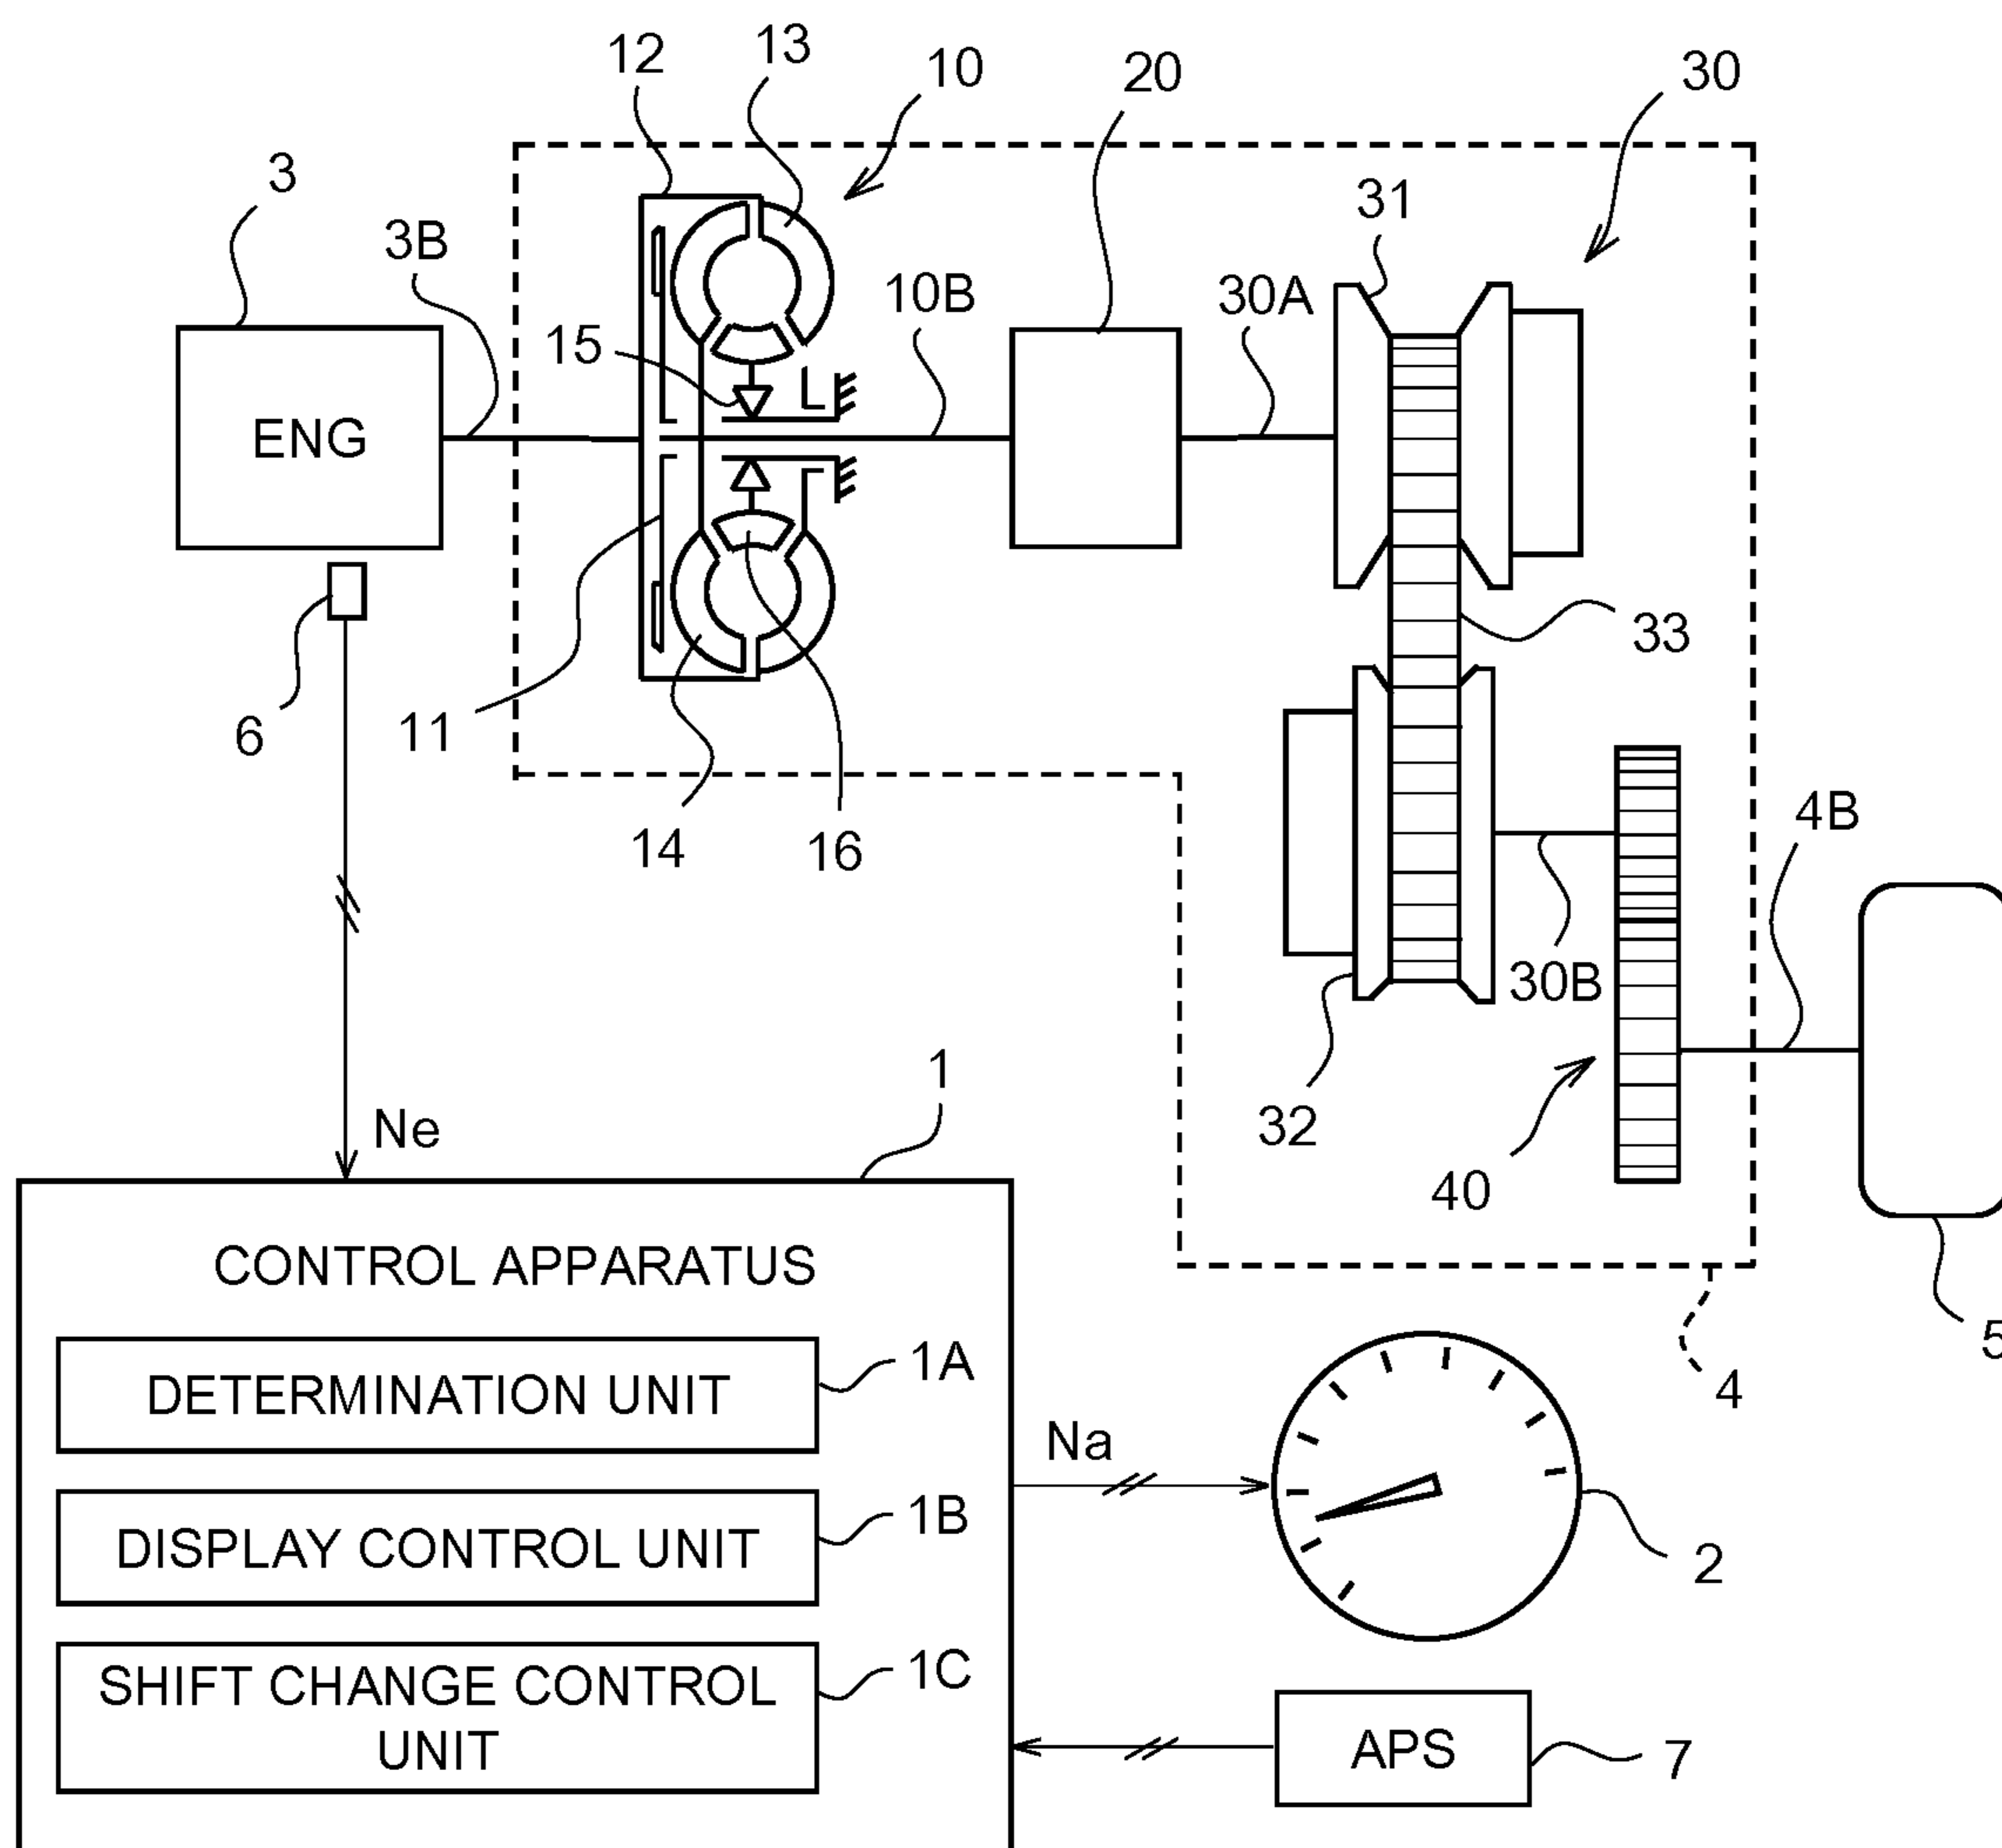 12
13
10
20
30
3
3B
31
10B
30A
15
ENG
33
6
11
14
16
4B
30B
1
Ne
32
40
CONTROL APPARATUS
5
DETERMINATION UNIT
1A
4
Na
DISPLAY CONTROL UNIT
1B
2
SHIFT CHANGE CONTROL
UNIT
1C
APS
7